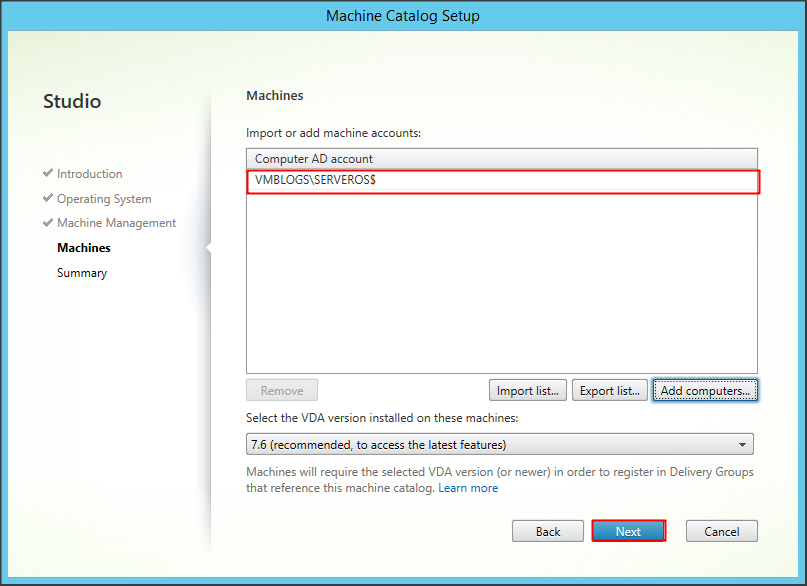 Machine Catalog Setup
Studio
Introduction
Operating System
Machine Management
Machines
Summary
Machines
Import or add machine accounts:
Computer AD account
VMBLOGS\SERVEROS$
Remove
Import list...
Export list...
Add computers...
Select the VDA version installed on these machines:
7.6 (recommended, to access the latest features)
Machines will require the selected VDA version (or newer) in order to register in Delivery Groups
that reference this machine catalog. Learn more
Back
Next
Cancel